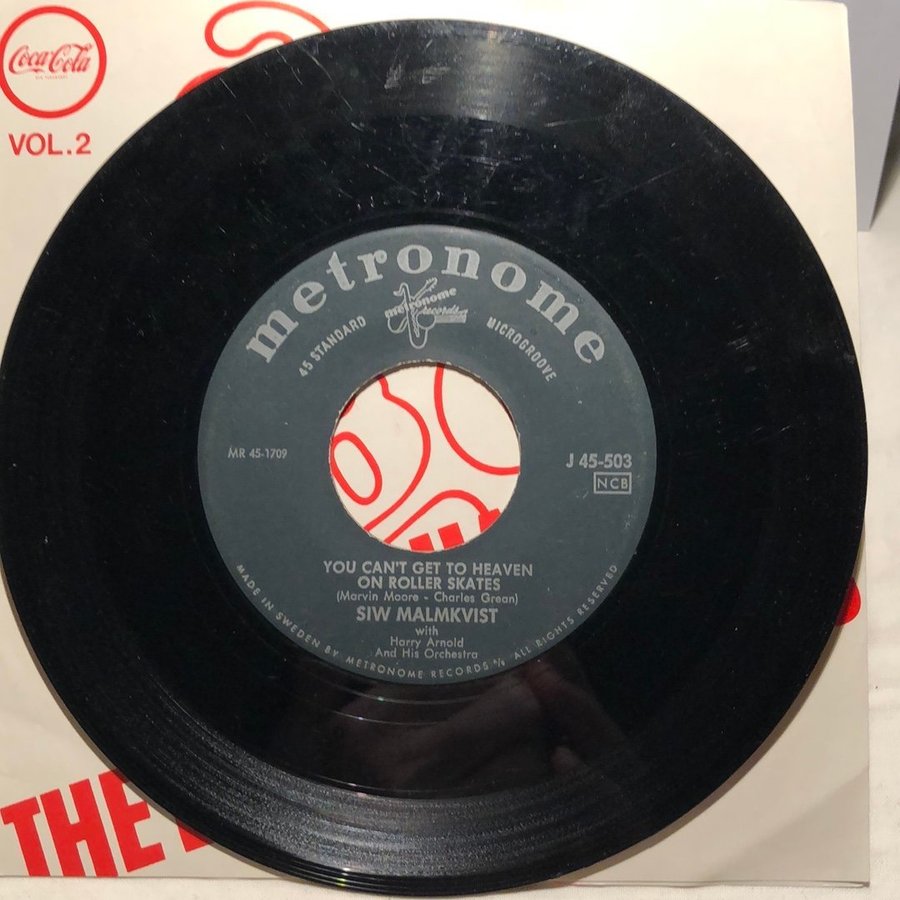 Coca-Cola
VOL.2
metronome
metronome
records
45 STANDARD
MICROGROOVE
MR 45-1709
J 45-503
NCB
YOU CAN'T GET TO HEAVEN
ON ROLLER SKATES
(Marvin Moore - Charles Grean)
SIW MALMKVIST
with
Harry Arnold
And His Orchestra
MADE IN SWEDEN BY METRONOME RECORDS A/B ALL RIGHTS RESERVED
THE